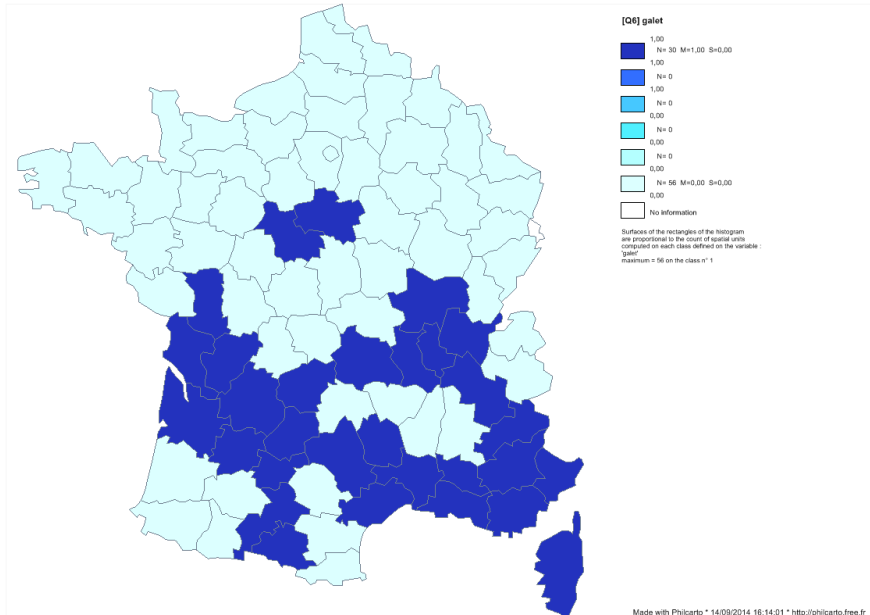 [Q6] galet
1,00
N= 30 M=1,00 S=0,00
1,00
N= 0
1,00
N= 0
0,00
N= 0
0,00
N= 0
0,00
N= 56 M=0,00 S=0,00
0,00
No information
Surfaces of the rectangles of the histogram
are proportional to the count of spatial units
computed on each class defined on the variable :
'galet'
maximum = 56 on the class n° 1
Made with Philcarto * 14/09/2014 16:14:01 * http://philcarto.free.fr